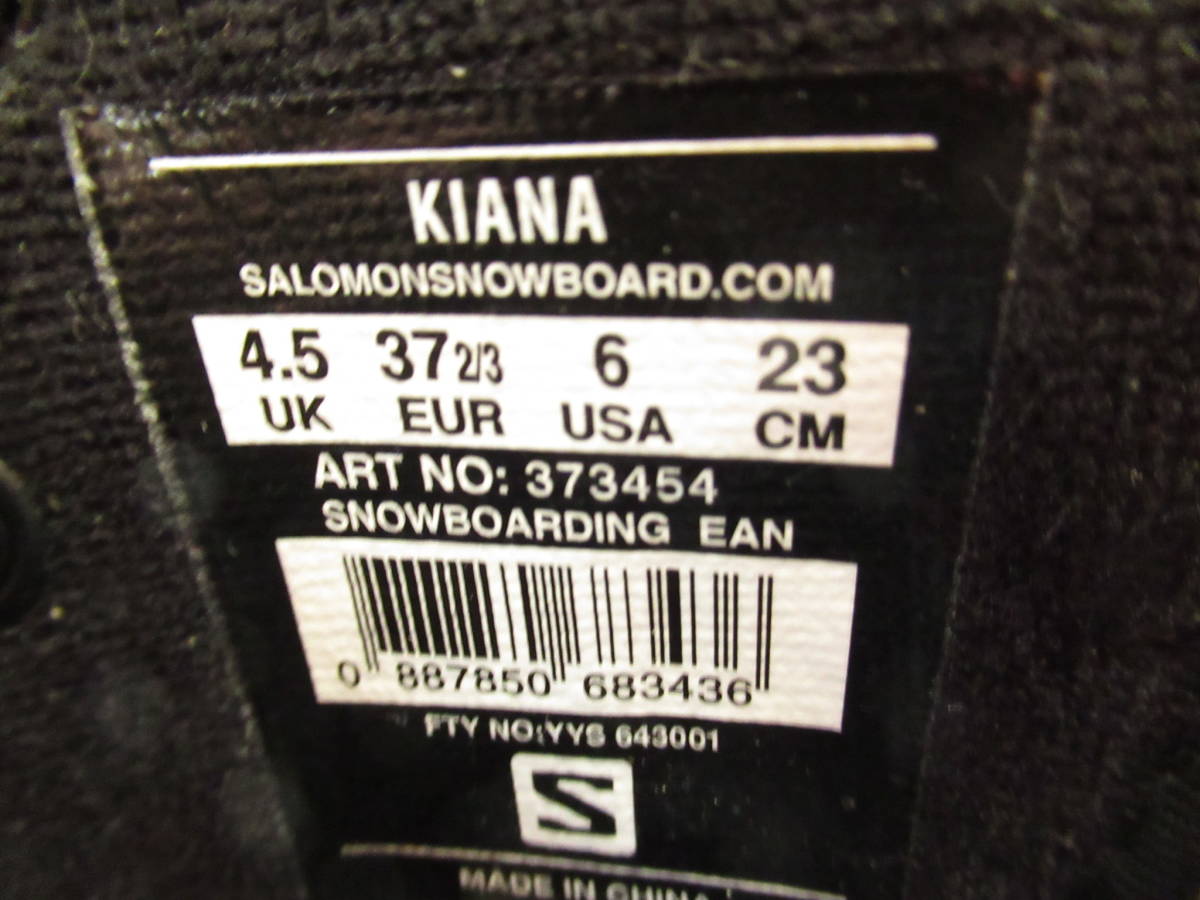 KIANA
SALOMONSNOWBOARD.COM
4.5 37 2/3 6 23
UK EUR USA CM
ART NO: 373454
SNOWBOARDING EAN
0 887850 683436
FTY NO:YYS 643001
S
MADE IN CHINA